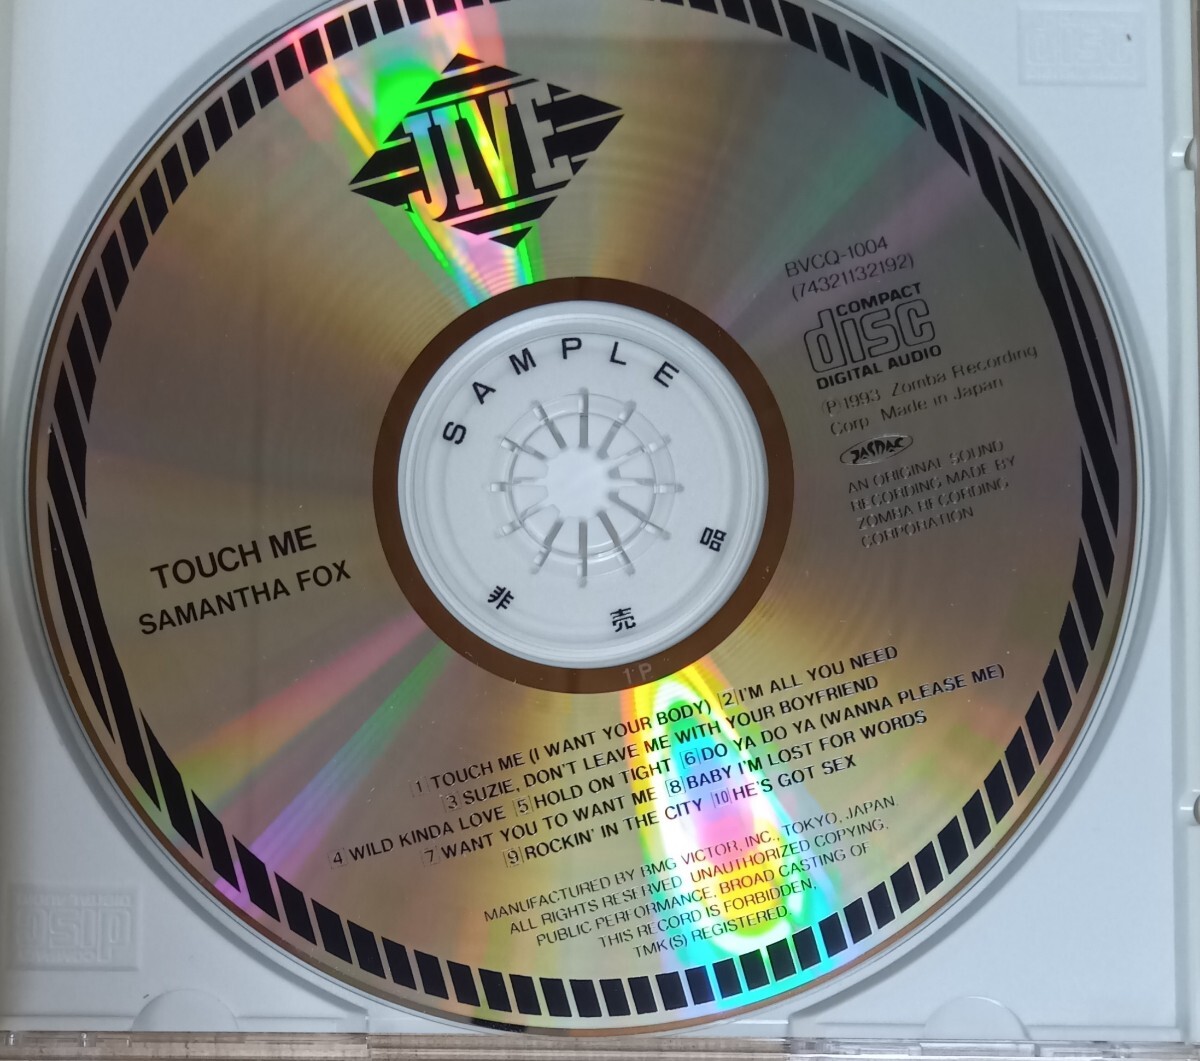 JIVE
BVCQ-1004
(74321132192)
COMPACT
disc
DIGITAL AUDIO
Ⓟ1993 Zomba Recording
Corp. Made in Japan
JASRAC
AN ORIGINAL SOUND
RECORDING MADE BY
ZOMBA RECORDING
CORPORATION
SAMPLE
非売品
1P
TOUCH ME
SAMANTHA FOX
1 TOUCH ME (I WANT YOUR BODY) 2 I'M ALL YOU NEED
3 SUZIE, DON'T LEAVE ME WITH YOUR BOYFRIEND
4 WILD KINDA LOVE 5 HOLD ON TIGHT 6 DO YA DO YA (WANNA PLEASE ME)
7 WANT YOU TO WANT ME 8 BABY I'M LOST FOR WORDS
9 ROCKIN' IN THE CITY 10 HE'S GOT SEX
MANUFACTURED BY BMG VICTOR, INC., TOKYO, JAPAN.
ALL RIGHTS RESERVED UNAUTHORIZED COPYING,
PUBLIC PERFORMANCE, BROAD CASTING OF
THIS RECORD IS FORBIDDEN,
TMK(S) REGISTERED.